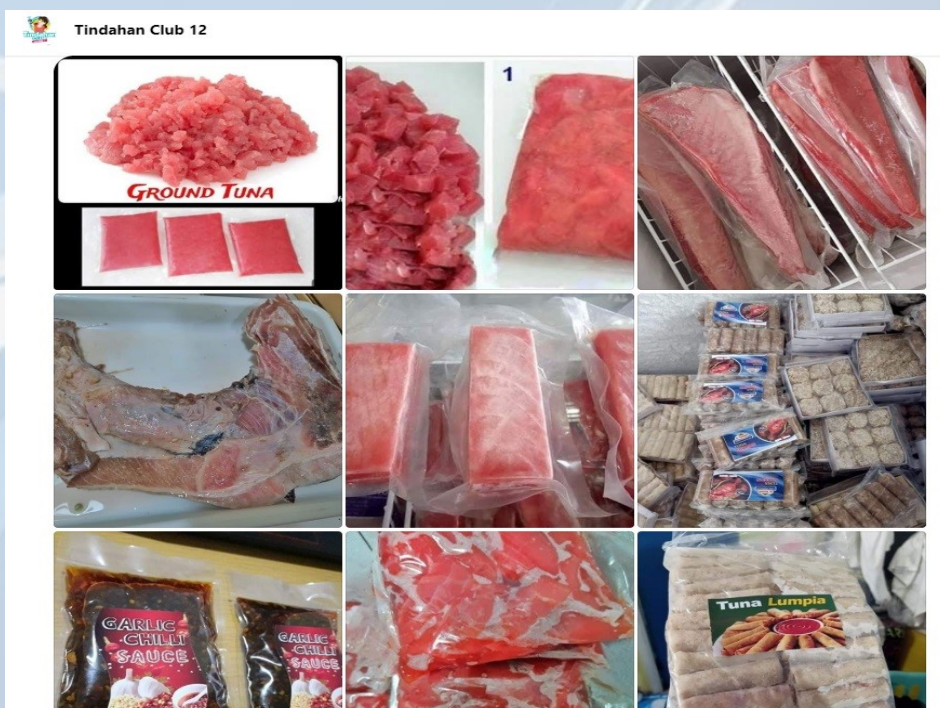 Tindahan Club 12
GROUND TUNA
1
GARLIC
CHILLI
SAUCE
GARLIC
CHILLI
SAUCE
Tuna Lumpia